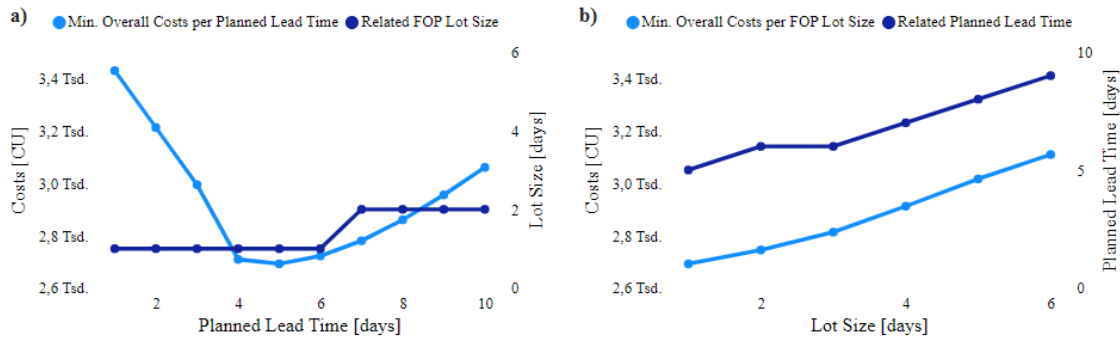 a)
Min. Overall Costs per Planned Lead Time Related FOP Lot Size
Costs [CU]
3,4 Tsd.
3,2 Tsd.
3,0 Tsd.
2,8 Tsd.
2,6 Tsd.
6
4
2
0
Lot Size [days]
2 4 6 8 10
Planned Lead Time [days]
b)
Min. Overall Costs per FOP Lot Size Related Planned Lead Time
Costs [CU]
3,4 Tsd.
3,2 Tsd.
3,0 Tsd.
2,8 Tsd.
2,6 Tsd.
10
5
0
Planned Lead Time [days]
2 4 6
Lot Size [days]